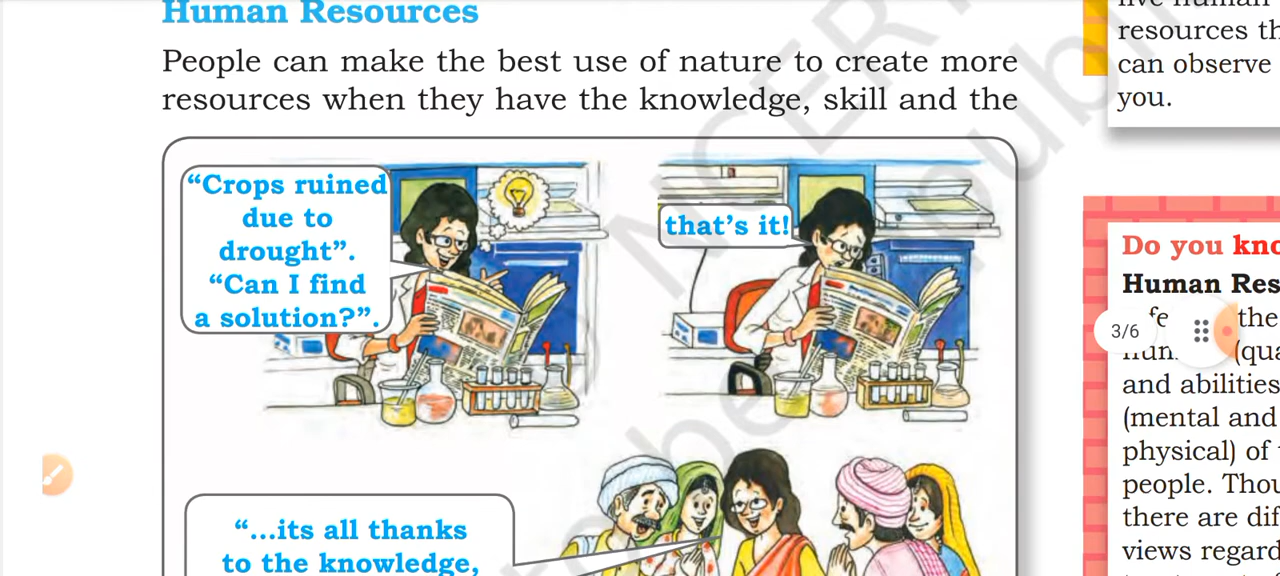 Human Resources
People can make the best use of nature to create more
resources when they have the knowledge, skill and the
“Crops ruined
due to
drought”.
“Can I find
a solution?”.
that’s it!
“...its all thanks
to the knowledge,
resources th
can observe
you.
Do you kno
Human Res
the
3/6
(qua
and abilities
(mental and
physical) of
people. Thou
there are dif
views regard
NCERT